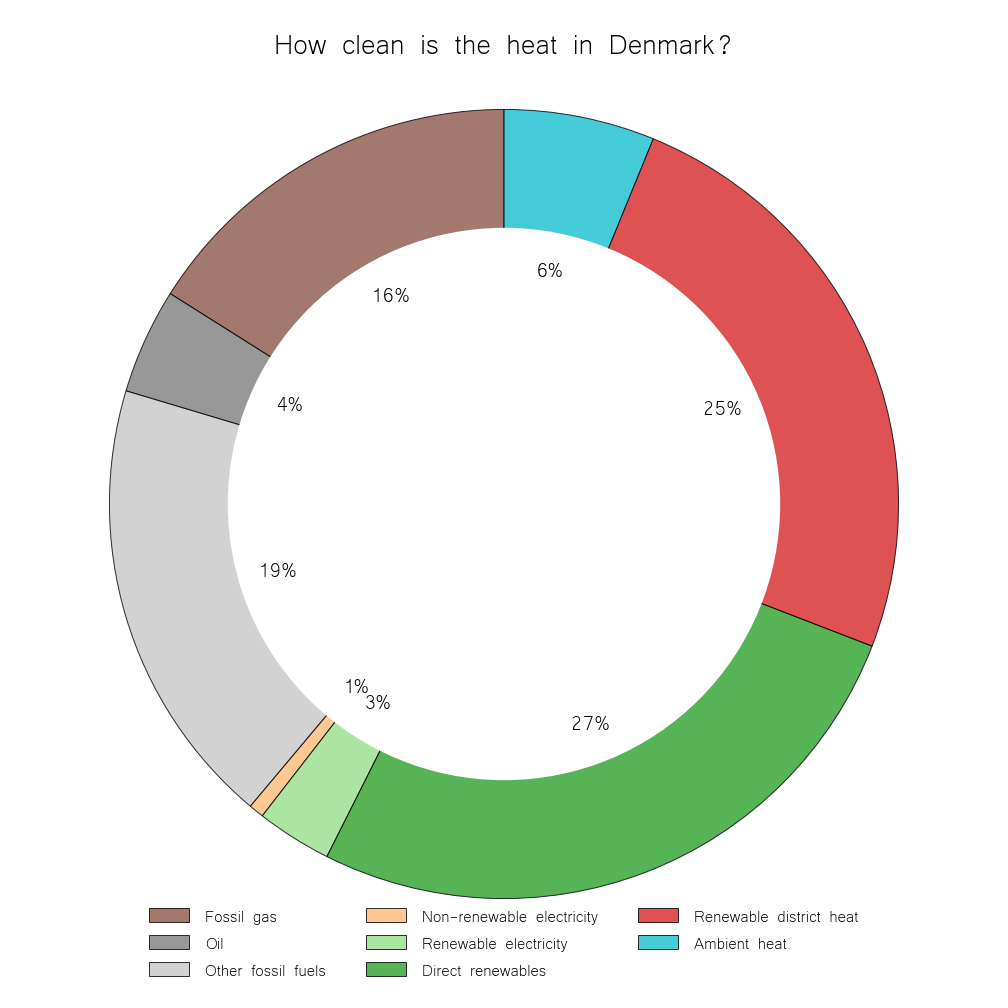 How clean is the heat in Denmark?
6%
16%
25%
4%
19%
1%
3%
27%
Fossil gas
Non-renewable electricity
Renewable district heat
Oil
Renewable electricity
Ambient heat
Other fossil fuels
Direct renewables